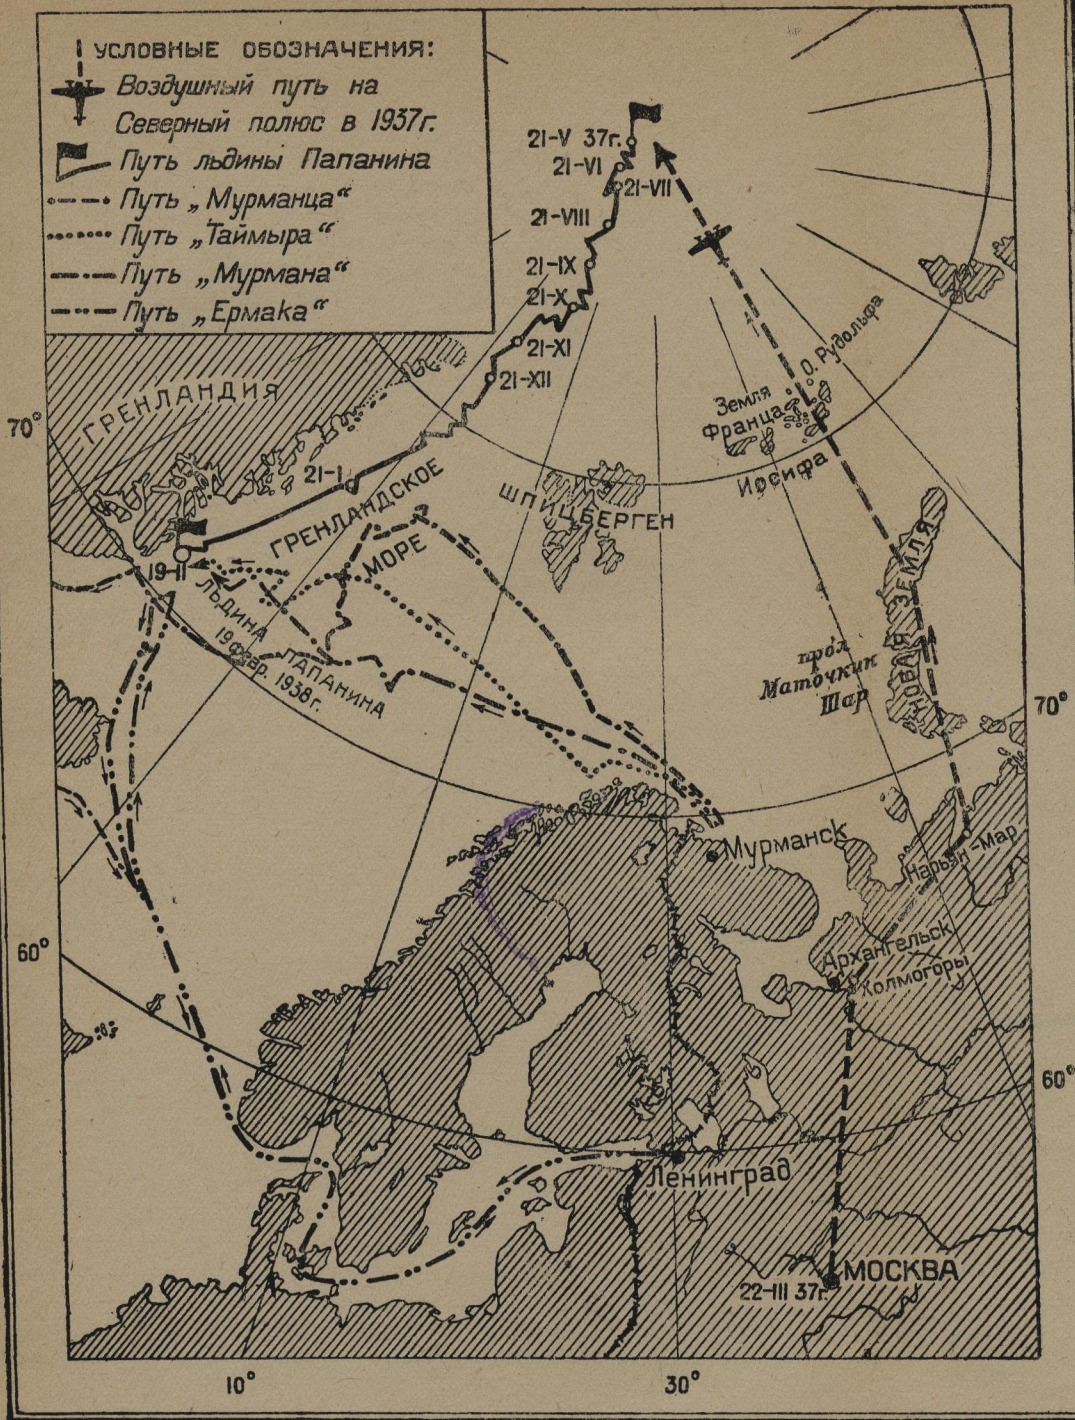 УСЛОВНЫЕ ОБОЗНАЧЕНИЯ:
Воздушный путь на
Северный полюс в 1937г.
Путь льдины Папанина
Путь „Мурманца“
Путь „Таймыра“
Путь „Мурмана“
Путь „Ермака“
21-V 37г.
21-VI
21-VII
21-VIII
21-IX
21-X
21-XI
21-XII
21-I
19-II
О. Рудольфа
Земля
Франца
Иосифа
ГРЕНЛАНДИЯ
70°
ШПИЦБЕРГЕН
ГРЕНЛАНДСКОЕ
МОРЕ
ЛЬДИНА
ПАПАНИНА
19 Февр. 1938г.
НОВАЯ ЗЕМЛЯ
прол
Маточкин
Шар
70°
Мурманск
Нарьян-Мар
60°
Архангельск
Холмогоры
60°
Ленинград
МОСКВА
22-III 37г.
10°
30°